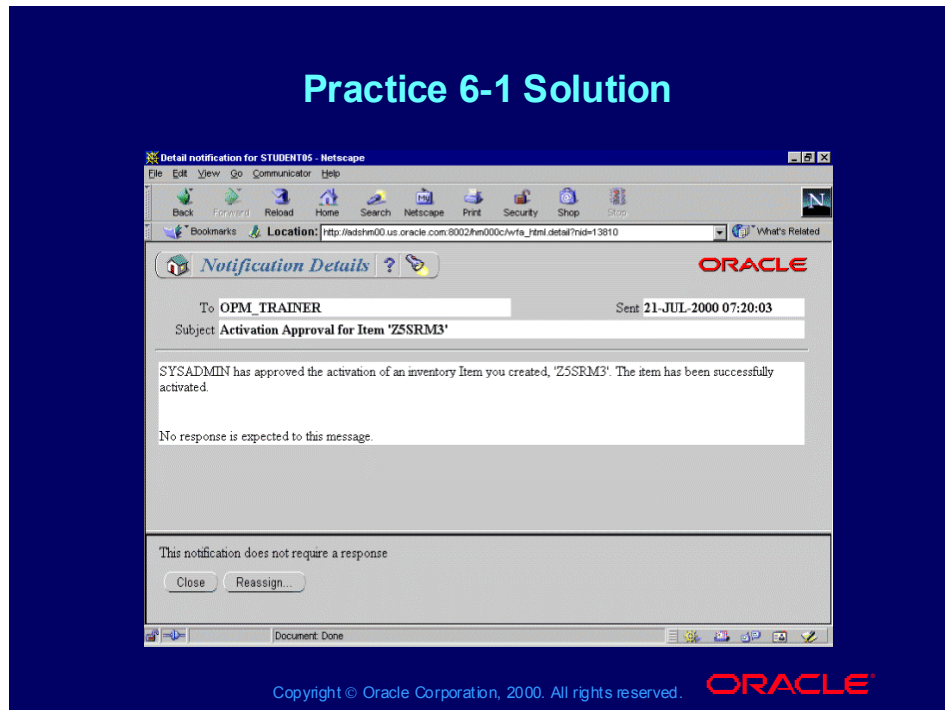 Practice 6-1 Solution
Detail notification for STUDENT05 - Netscape
File Edit View Go Communicator Help
Back Forward Reload Home Search Netscape Print Security Shop Stop
Bookmarks Location: http://adshm00.us.oracle.com:8002/hm000c/wfa_html.detail?nid=13810 What's Related
Notification Details ? ORACLE
To OPM_TRAINER Sent 21-JUL-2000 07:20:03
Subject Activation Approval for Item 'Z5SRM3'
SYSADMIN has approved the activation of an inventory Item you created, 'Z5SRM3'. The item has been successfully
activated.
No response is expected to this message.
This notification does not require a response
Close Reassign...
Document: Done
Copyright © Oracle Corporation, 2000. All rights reserved. ORACLE